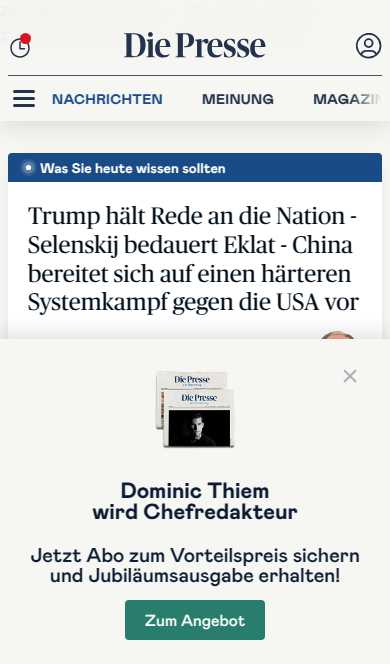 Die Presse
NACHRICHTEN MEINUNG MAGAZIN
Was Sie heute wissen sollten
Trump hält Rede an die Nation -
Selenskij bedauert Eklat - China
bereitet sich auf einen härteren
Systemkampf gegen die USA vor
Die Presse
Die Presse
Dominic Thiem
wird Chefredakteur
Jetzt Abo zum Vorteilspreis sichern
und Jubiläumsausgabe erhalten!
Zum Angebot